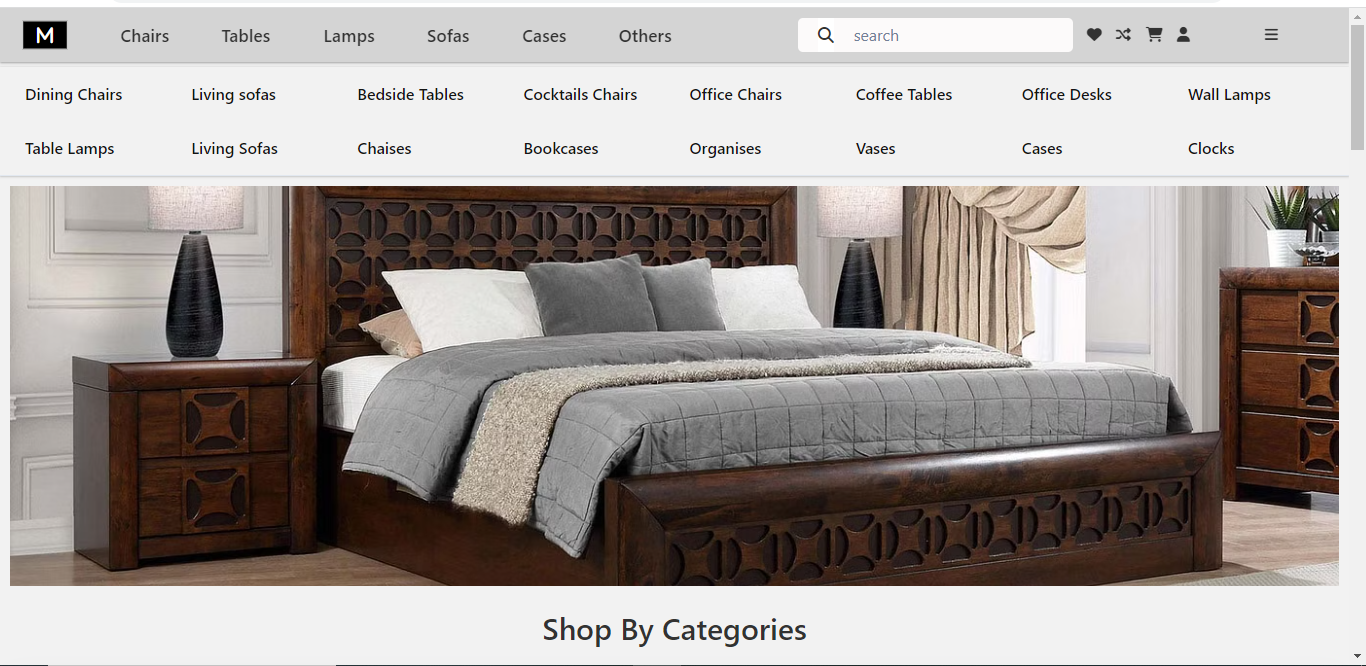 M Chairs Tables Lamps Sofas Cases Others search
Dining Chairs Living sofas Bedside Tables Cocktails Chairs Office Chairs Coffee Tables Office Desks Wall Lamps
Table Lamps Living Sofas Chaises Bookcases Organises Vases Cases Clocks
Shop By Categories